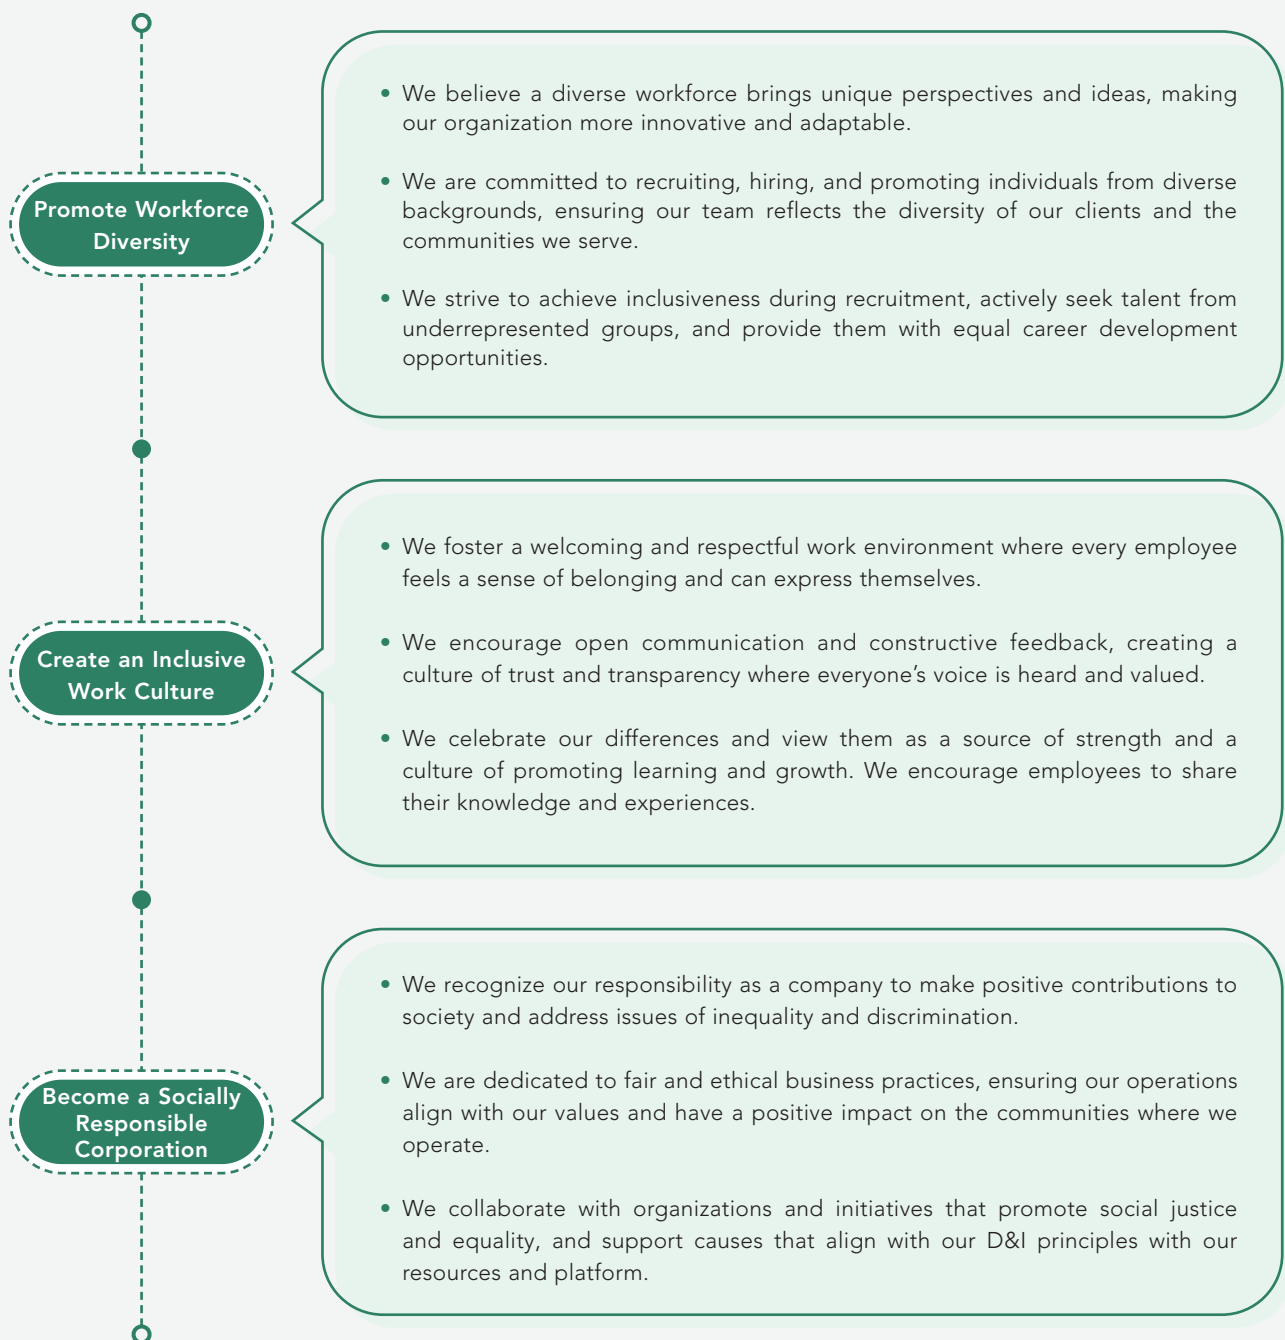 Promote Workforce
Diversity
• We believe a diverse workforce brings unique perspectives and ideas, making
our organization more innovative and adaptable.
• We are committed to recruiting, hiring, and promoting individuals from diverse
backgrounds, ensuring our team reflects the diversity of our clients and the
communities we serve.
• We strive to achieve inclusiveness during recruitment, actively seek talent from
underrepresented groups, and provide them with equal career development
opportunities.
Create an Inclusive
Work Culture
• We foster a welcoming and respectful work environment where every employee
feels a sense of belonging and can express themselves.
• We encourage open communication and constructive feedback, creating a
culture of trust and transparency where everyone’s voice is heard and valued.
• We celebrate our differences and view them as a source of strength and a
culture of promoting learning and growth. We encourage employees to share
their knowledge and experiences.
Become a Socially
Responsible
Corporation
• We recognize our responsibility as a company to make positive contributions to
society and address issues of inequality and discrimination.
• We are dedicated to fair and ethical business practices, ensuring our operations
align with our values and have a positive impact on the communities where we
operate.
• We collaborate with organizations and initiatives that promote social justice
and equality, and support causes that align with our D&I principles with our
resources and platform.